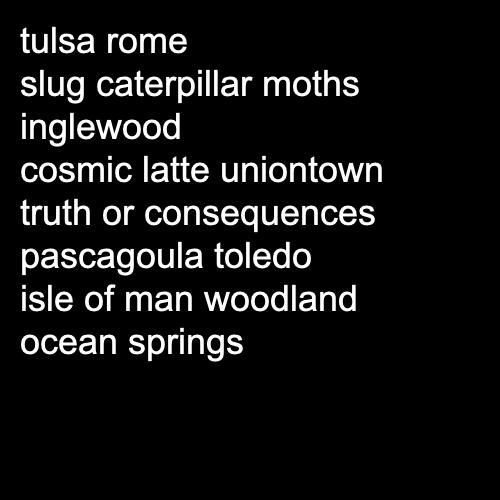 tulsa rome
slug caterpillar moths
inglewood
cosmic latte uniontown
truth or consequences
pascagoula toledo
isle of man woodland
ocean springs